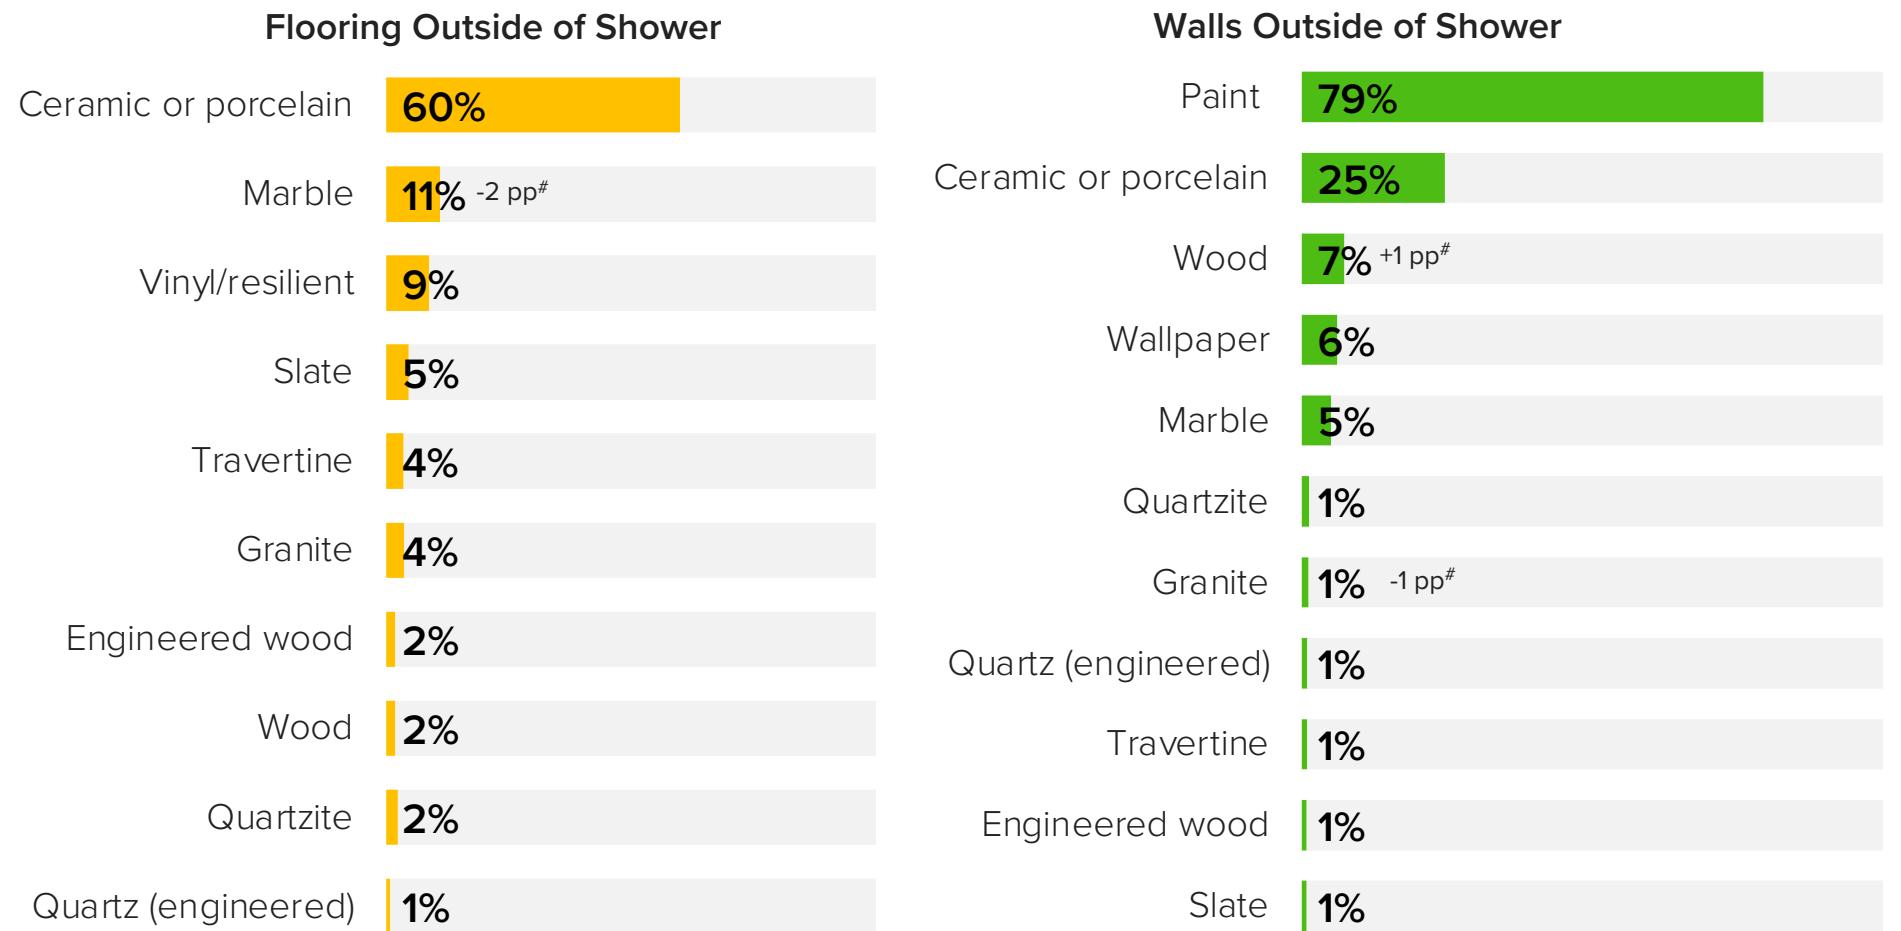 Flooring Outside of Shower
Ceramic or porcelain 60%
Marble 11% -2 pp#
Vinyl/resilient 9%
Slate 5%
Travertine 4%
Granite 4%
Engineered wood 2%
Wood 2%
Quartzite 2%
Quartz (engineered) 1%
Walls Outside of Shower
Paint 79%
Ceramic or porcelain 25%
Wood 7% +1 pp#
Wallpaper 6%
Marble 5%
Quartzite 1%
Granite 1% -1 pp#
Quartz (engineered) 1%
Travertine 1%
Engineered wood 1%
Slate 1%